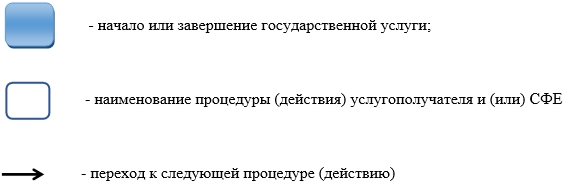 - начало или завершение государственной услуги;
- наименование процедуры (действия) услугополучателя и (или) СФЕ
- переход к следующей процедуре (действию)